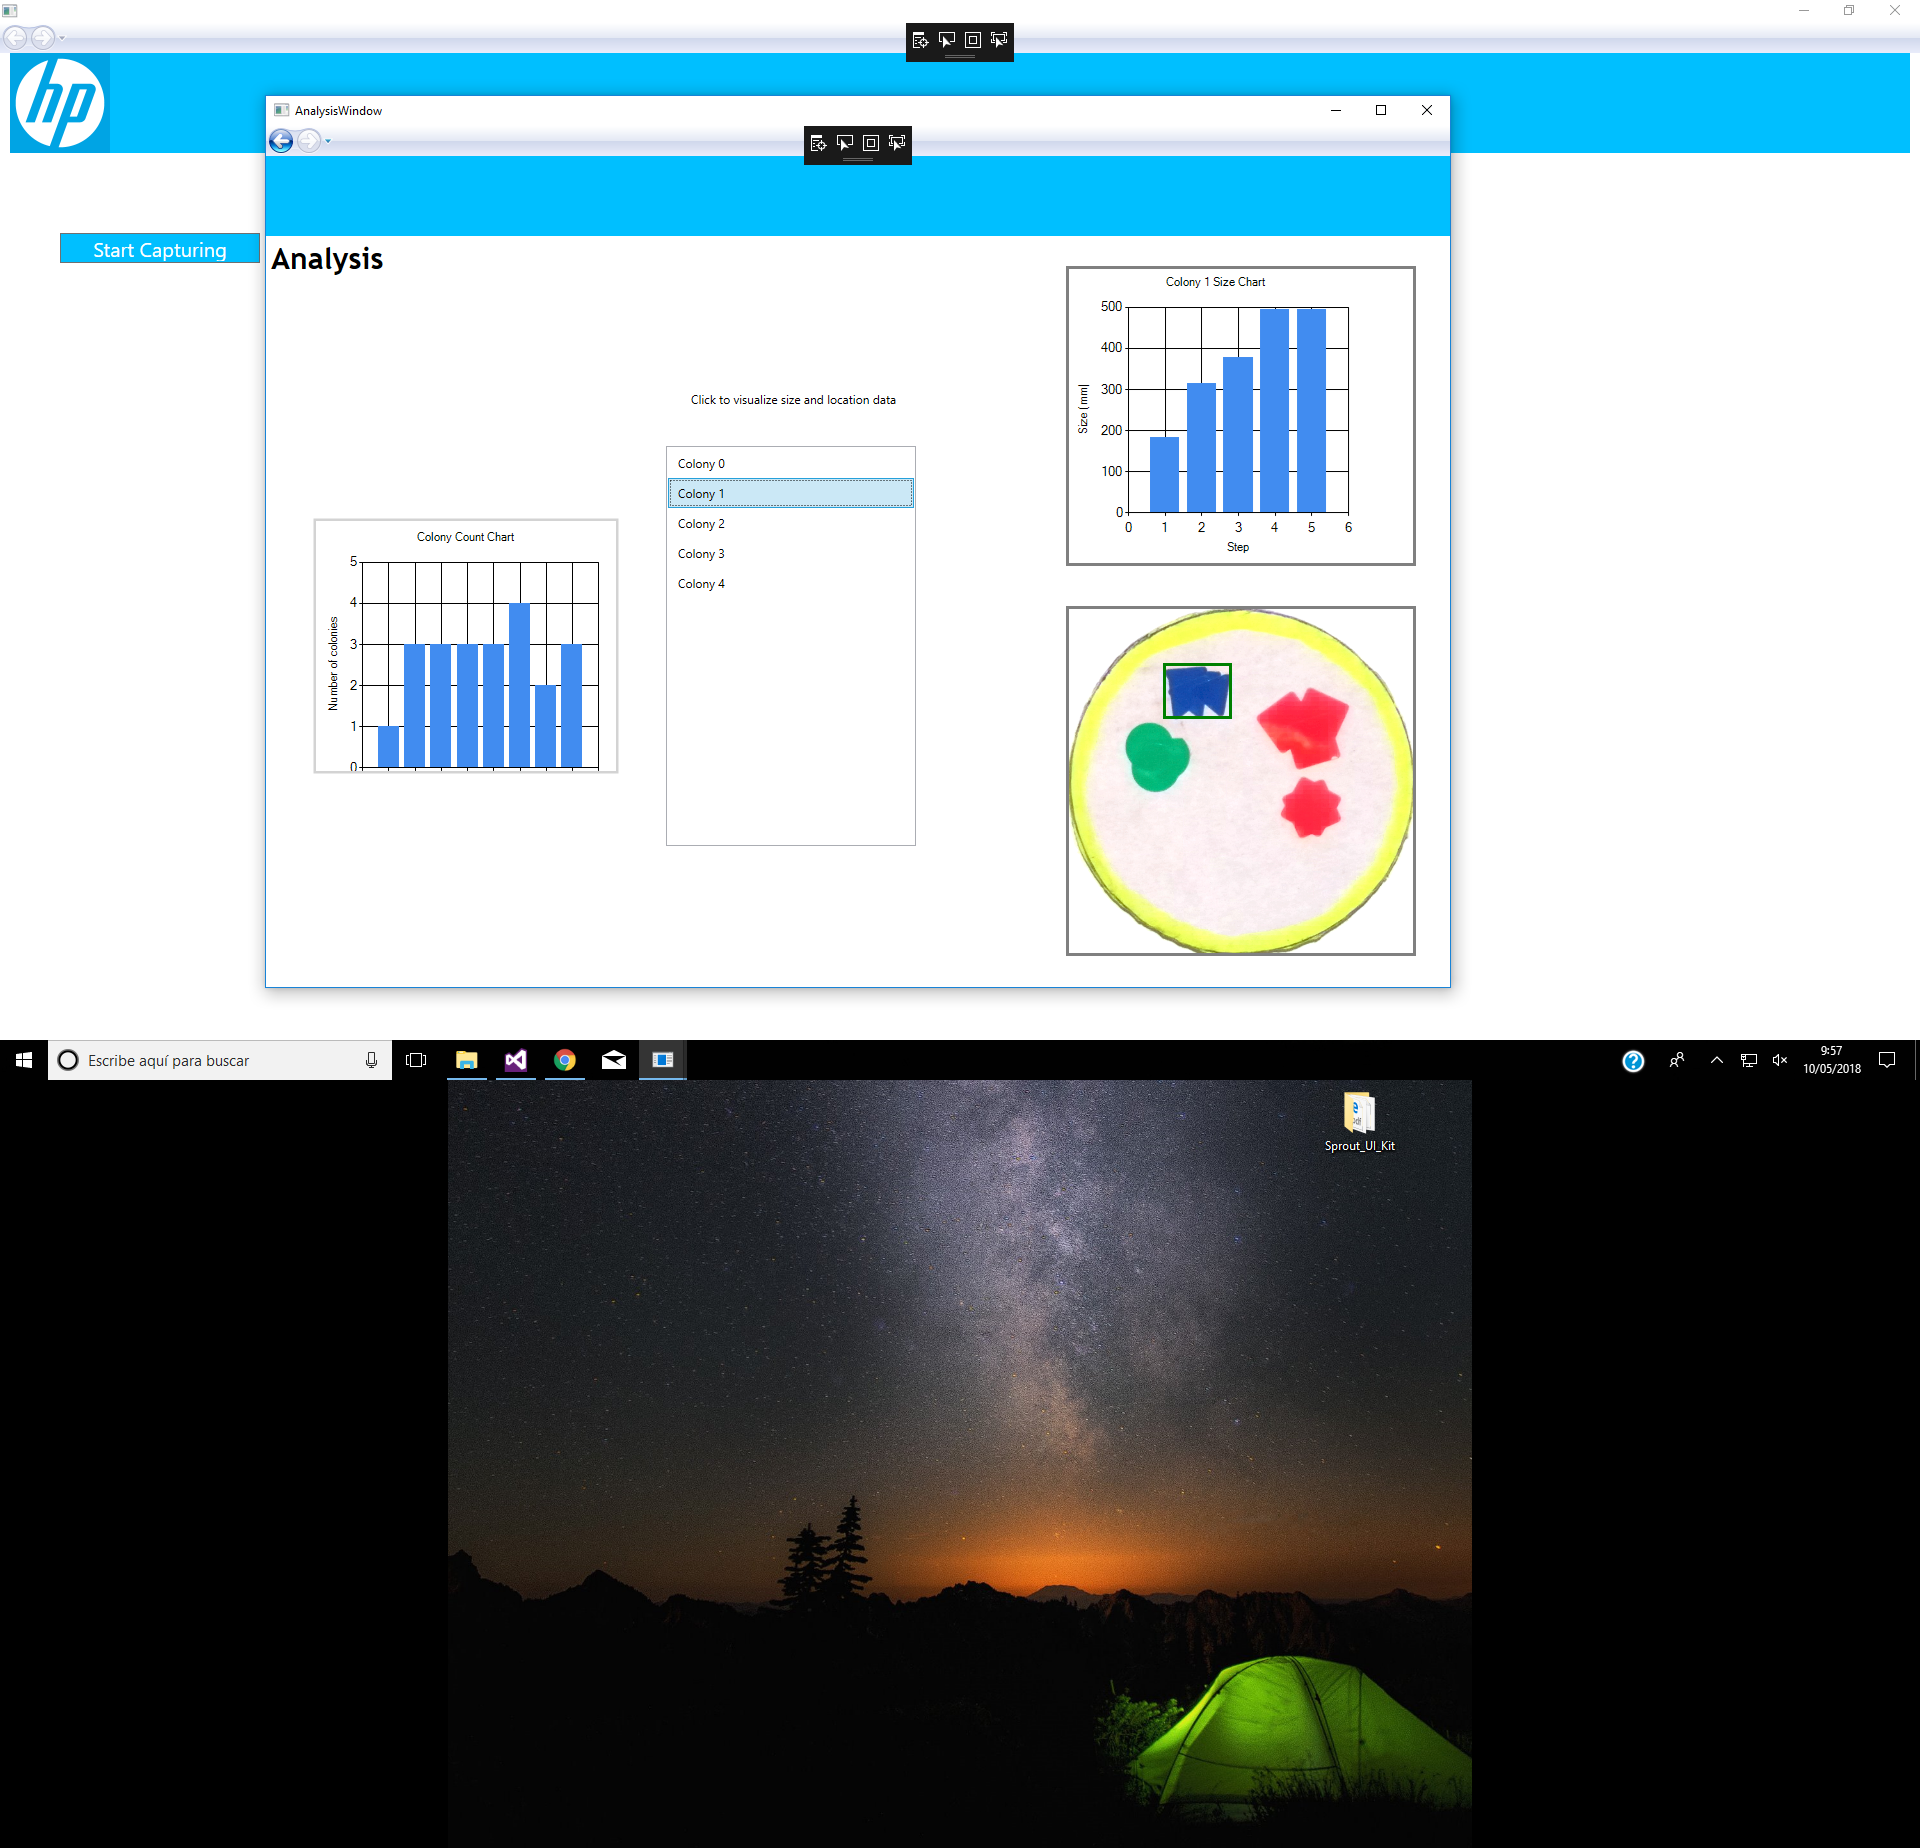 hp
Start Capturing
AnalysisWindow
Analysis
Colony Count Chart
Number of colonies
5
4
3
2
1
0
Click to visualize size and location data
Colony 0
Colony 1
Colony 2
Colony 3
Colony 4
Colony 1 Size Chart
Size (mm)
500
400
300
200
100
0
0 1 2 3 4 5 6
Step
Escribe aquí para buscar
9:57
10/05/2018
Sprout_UI_Kit